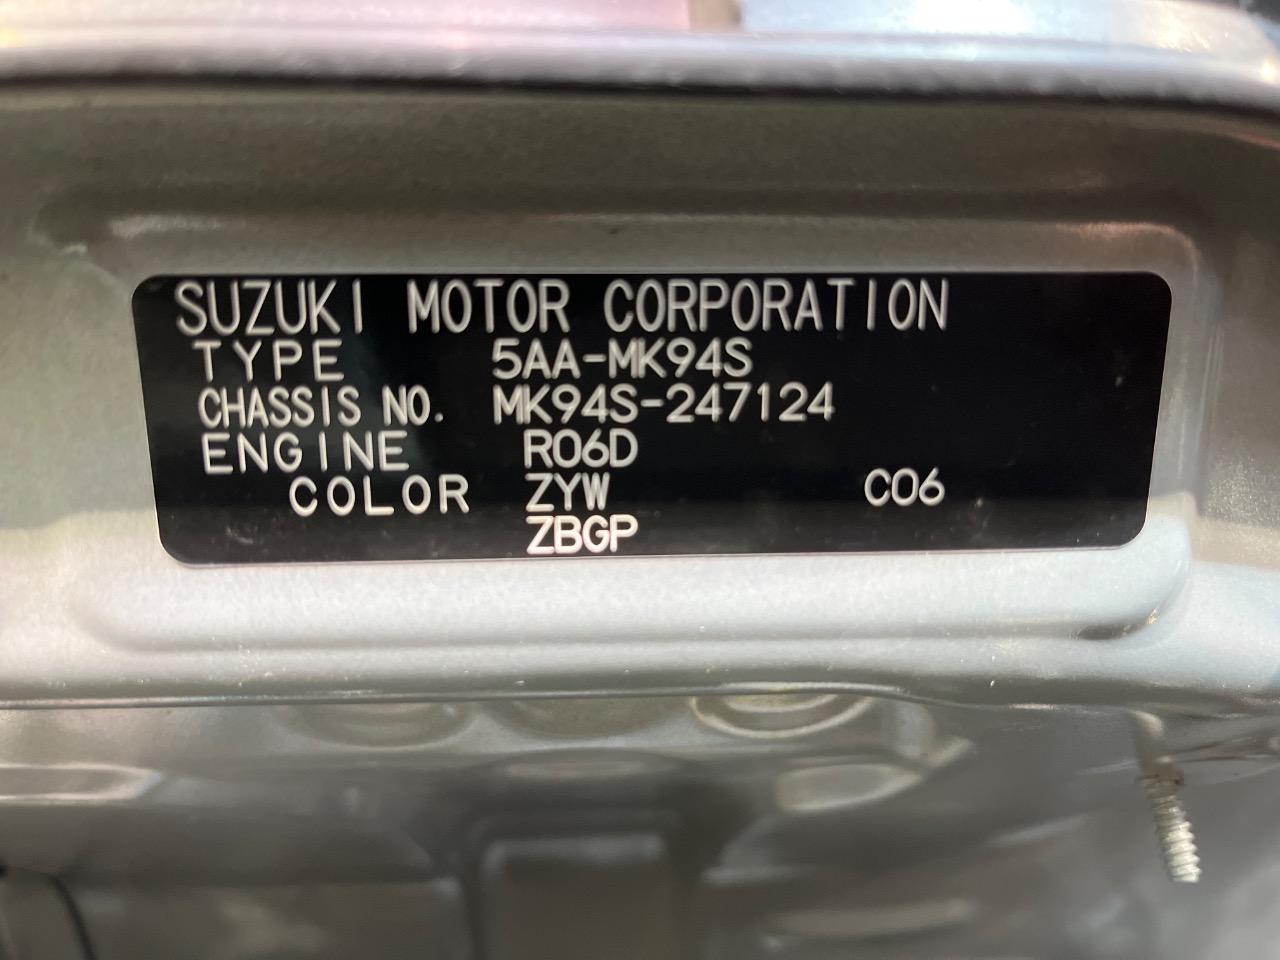 SUZUKI MOTOR CORPORATION
TYPE 5AA-MK94S
CHASSIS NO. MK94S-247124
ENGINE R06D
COLOR ZYW C06
ZBGP